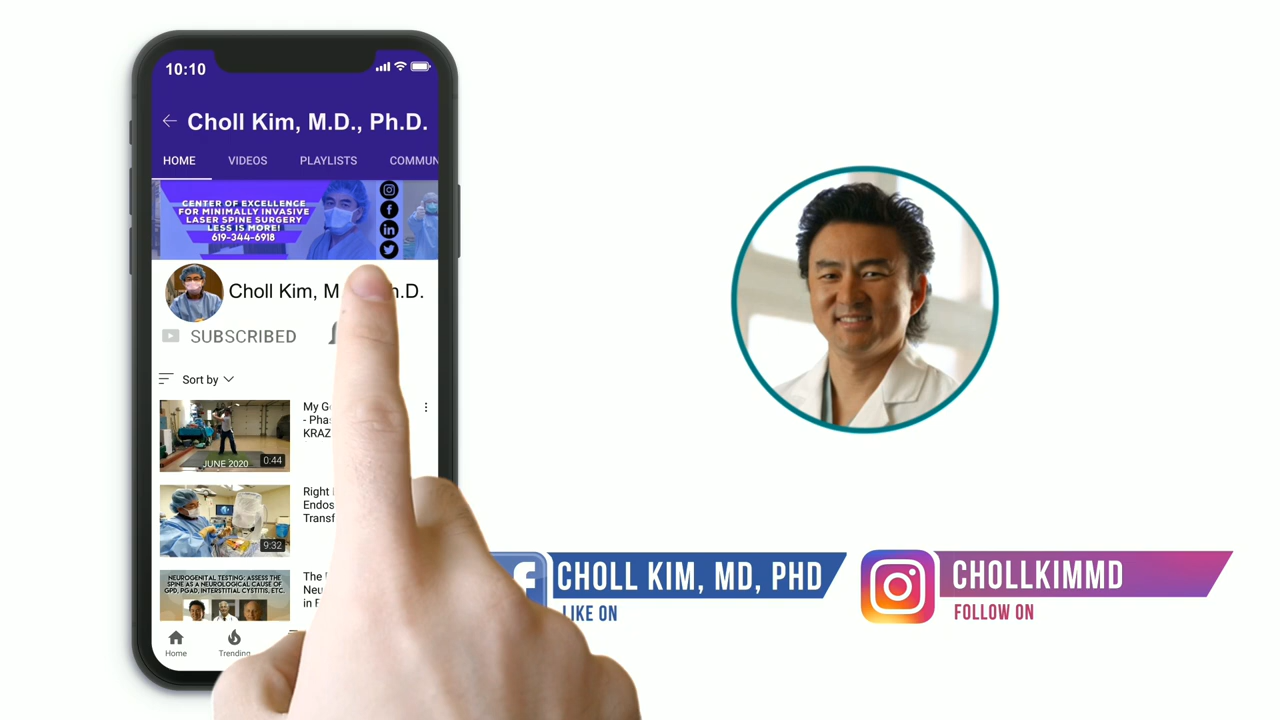 10:10
Choll Kim, M.D., Ph.D.
HOME VIDEOS PLAYLISTS COMMUN
CENTER OF EXCELLENCE
FOR MINIMALLY INVASIVE
LASER SPINE SURGERY
LESS IS MORE!
619-344-6918
Choll Kim, M h.D.
SUBSCRIBED
Sort by
My G
- Pha
KRAZ
JUNE 2020
0:44
Right
Endos
Transf
9:32
NEUROGENITAL TESTING: ASSESS THE
SPINE AS A NEUROLOGICAL CAUSE OF
GPD, PGAD, INTERSTITIAL CYSTITIS, ETC.
The
Neu
in
Home Trending
CHOLL KIM, MD, PHD
LIKE ON
CHOLLKIMMD
FOLLOW ON